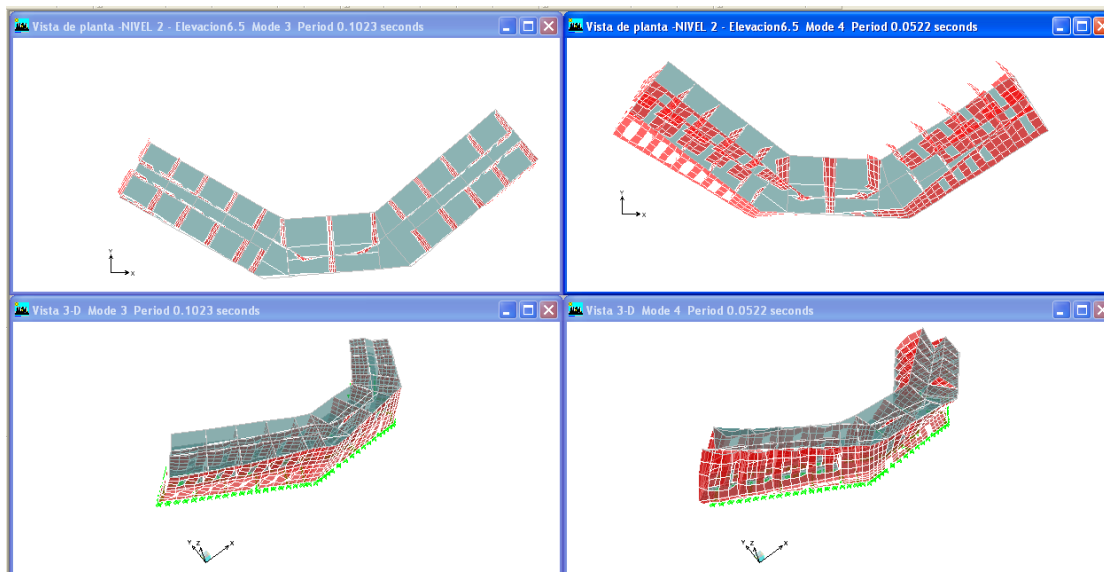 Vista de planta -NIVEL 2 - Elevacion6.5 Mode 3 Period 0.1023 seconds
Vista de planta -NIVEL 2 - Elevacion6.5 Mode 4 Period 0.0522 seconds
Y
X
Y
X
Vista 3-D Mode 3 Period 0.1023 seconds
Vista 3-D Mode 4 Period 0.0522 seconds
Y Z X
Y Z X